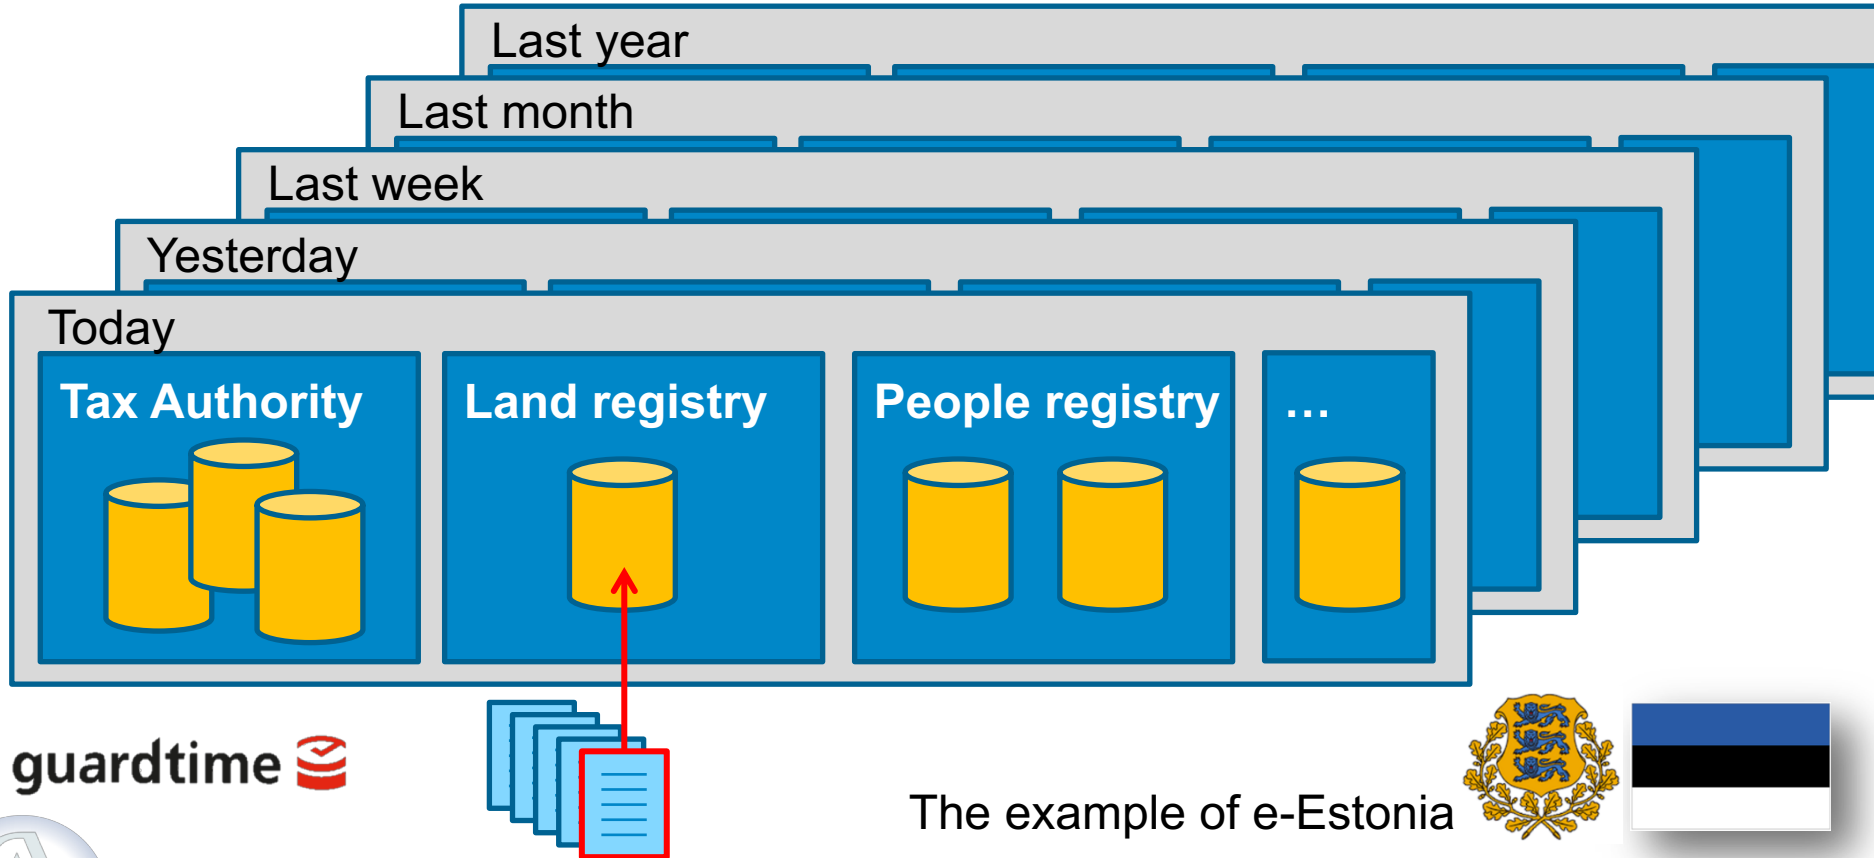 Last year
Last month
Last week
Yesterday
Today
Tax Authority
Land registry
People registry
...
guardtime
The example of e-Estonia